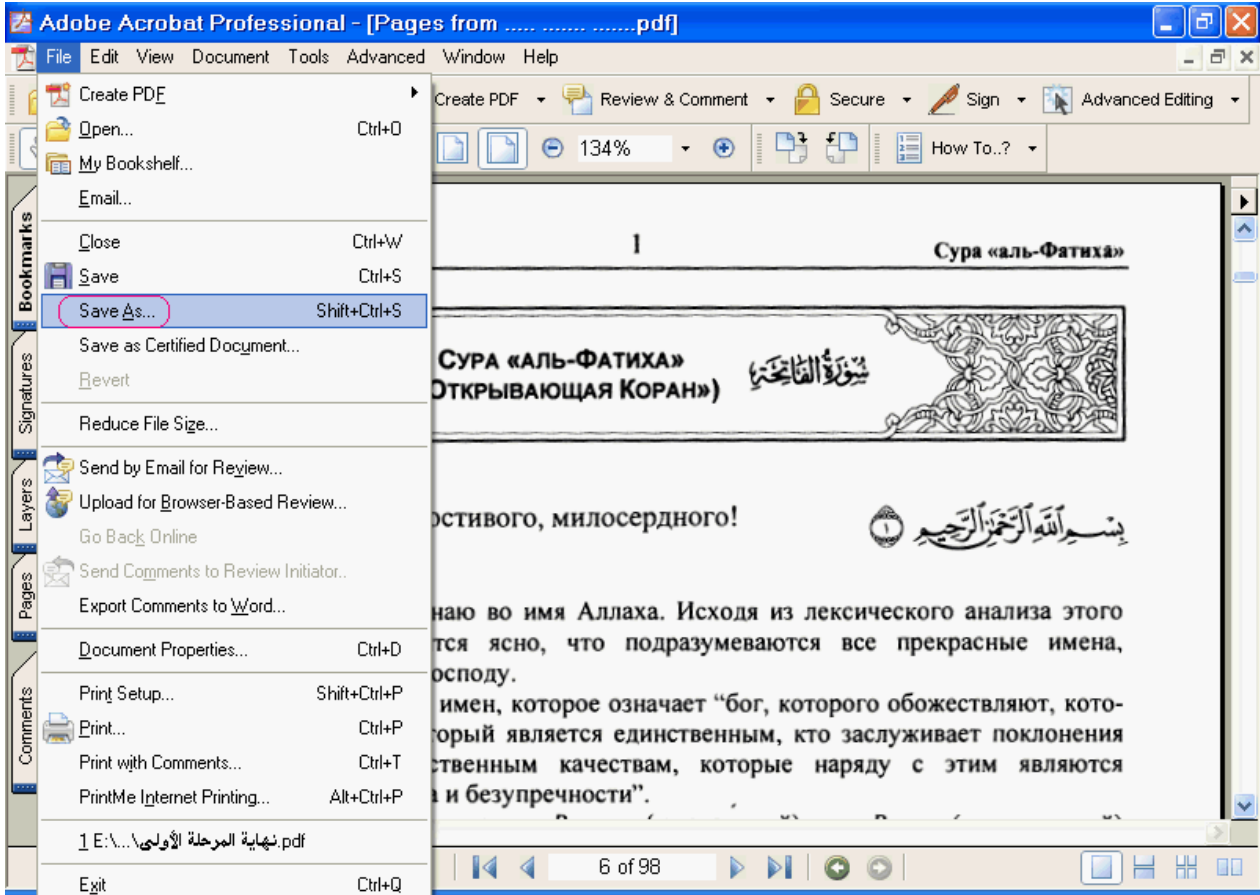 Adobe Acrobat Professional - [Pages from ..... ....... .......pdf]
File Edit View Document Tools Advanced Window Help
Create PDF Review & Comment Secure Sign Advanced Editing
134% How To..?
Create PDF
Open... Ctrl+O
My Bookshelf...
Email...
Close Ctrl+W
Save Ctrl+S
Save As... Shift+Ctrl+S
Save as Certified Document...
Revert
Reduce File Size...
Send by Email for Review...
Upload for Browser-Based Review...
Go Back Online
Send Comments to Review Initiator..
Export Comments to Word...
Document Properties... Ctrl+D
Print Setup... Shift+Ctrl+P
Print... Ctrl+P
Print with Comments... Ctrl+T
PrintMe Internet Printing... Alt+Ctrl+P
1 E:\...\نهاية المرحلة الأولى.pdf
Exit Ctrl+Q
Bookmarks
Signatures
Layers
Pages
Comments
1 Сура «аль-Фатиха»
СУРА «АЛЬ-ФАТИХА»
ОТКРЫВАЮЩАЯ КОРАН»)
سُورَةُ الفَاتِحَةِ
остивого, милосердного!
بِسْمِ ٱللَّهِ ٱلرَّحْمَٰنِ ٱلرَّحِيمِ ١
наю во имя Аллаха. Исходя из лексического анализа этого
тся ясно, что подразумеваются все прекрасные имена,
осподу.
имен, которое означает “бог, которого обожествляют, кото-
орый является единственным, кто заслуживает поклонения
ственным качествам, которые наряду с этим являются
и безупречности”.
6 of 98